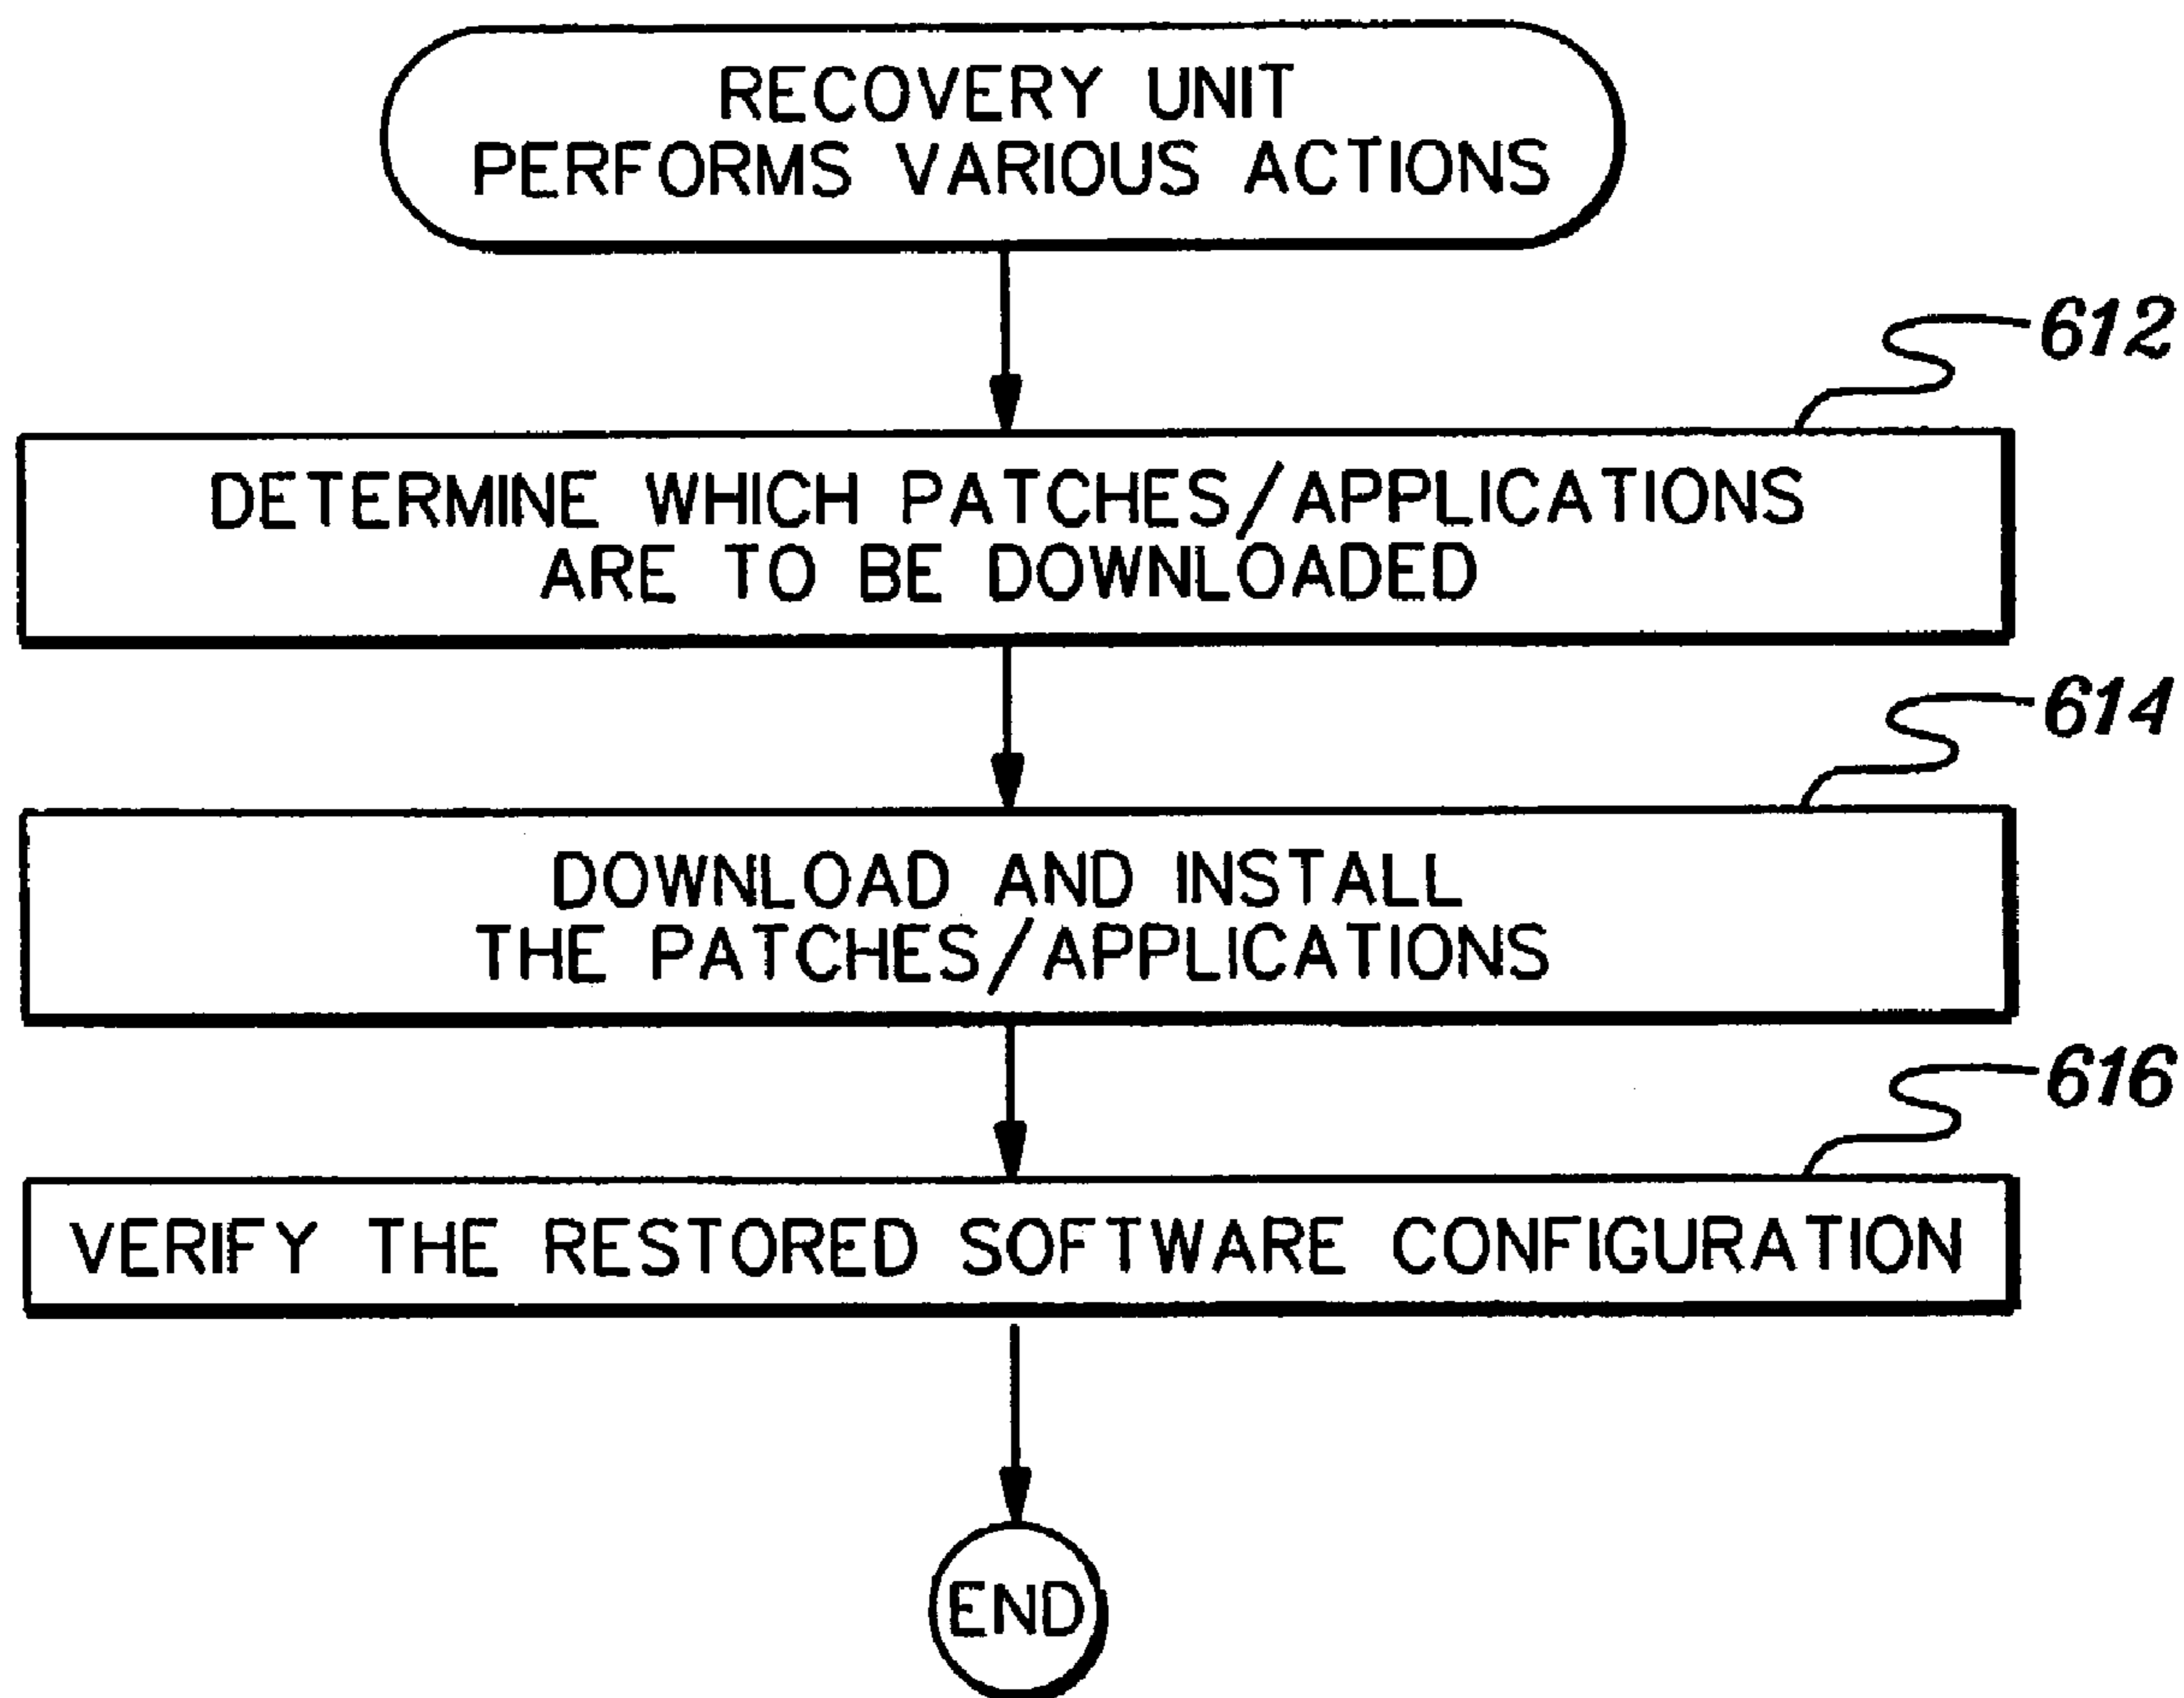 RECOVERY UNIT
PERFORMS VARIOUS ACTIONS
612
DETERMINE WHICH PATCHES/APPLICATIONS
ARE TO BE DOWNLOADED
614
DOWNLOAD AND INSTALL
THE PATCHES/APPLICATIONS
616
VERIFY THE RESTORED SOFTWARE CONFIGURATION
END